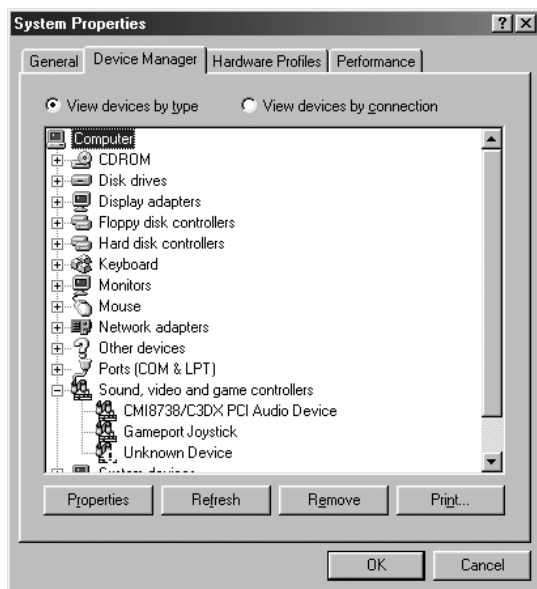 System Properties
General Device Manager Hardware Profiles Performance
View devices by type View devices by connection
Computer
CDROM
Disk drives
Display adapters
Floppy disk controllers
Hard disk controllers
Keyboard
Monitors
Mouse
Network adapters
Other devices
Ports (COM & LPT)
Sound, video and game controllers
CMI8738/C3DX PCI Audio Device
Gameport Joystick
Unknown Device
System devices
Properties Refresh Remove Print...
OK Cancel